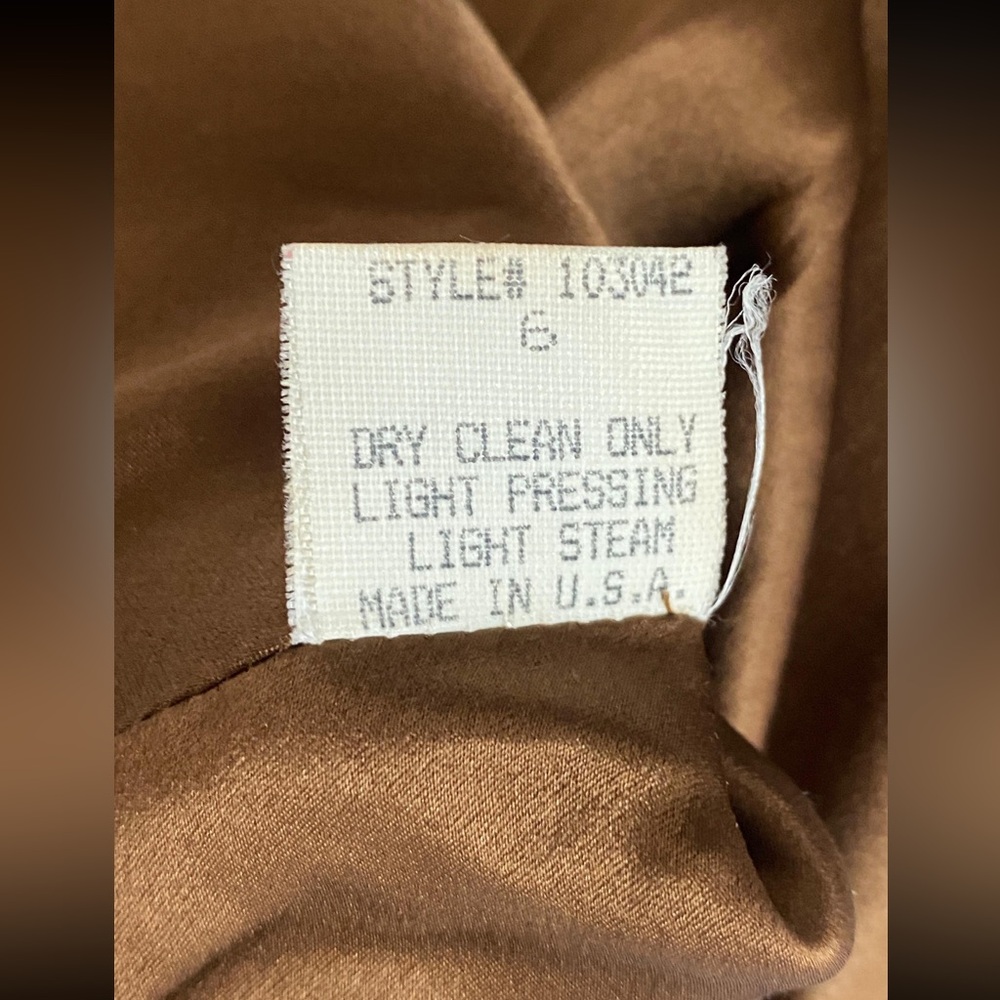 STYLE# 103042
6
DRY CLEAN ONLY
LIGHT PRESSING
LIGHT STEAM
MADE IN U.S.A.